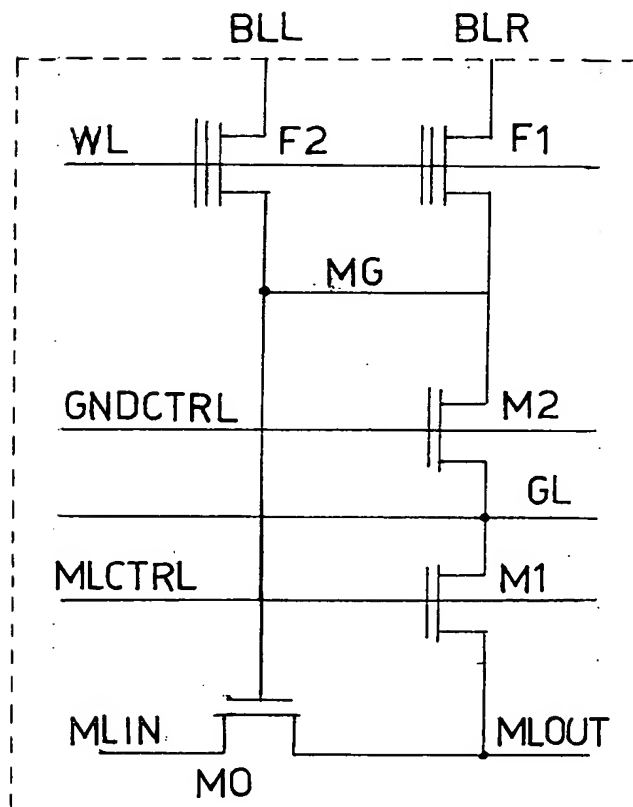 BLL BLR
WL F2 F1
MG
GNDCTRL M2
GL
MLCTRL M1
MLIN MLOUT
M0